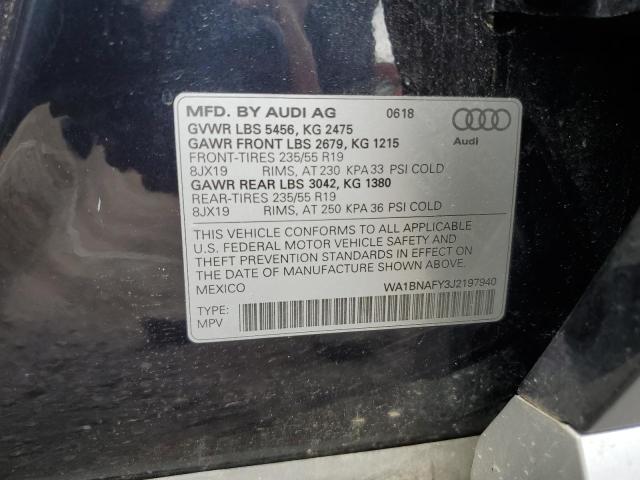 MFD. BY AUDI AG 0618
GVWR LBS 5456, KG 2475
GAWR FRONT LBS 2679, KG 1215
FRONT-TIRES 235/55 R19
8JX19 RIMS, AT 230 KPA 33 PSI COLD
GAWR REAR LBS 3042, KG 1380
REAR-TIRES 235/55 R19
8JX19 RIMS, AT 250 KPA 36 PSI COLD
Audi
THIS VEHICLE CONFORMS TO ALL APPLICABLE
U.S. FEDERAL MOTOR VEHICLE SAFETY AND
THEFT PREVENTION STANDARDS IN EFFECT ON
THE DATE OF MANUFACTURE SHOWN ABOVE.
MEXICO WA1BNAFY3J2197940
TYPE:
MPV